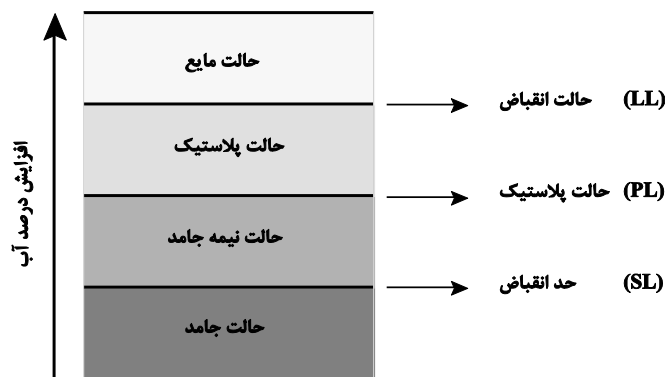 حالت مایع
حالت انقباض (LL)
حالت پلاستیک
حالت پلاستیک (PL)
حالت نیمه جامد
حد انقباض (SL)
حالت جامد
افزایش درصد آب